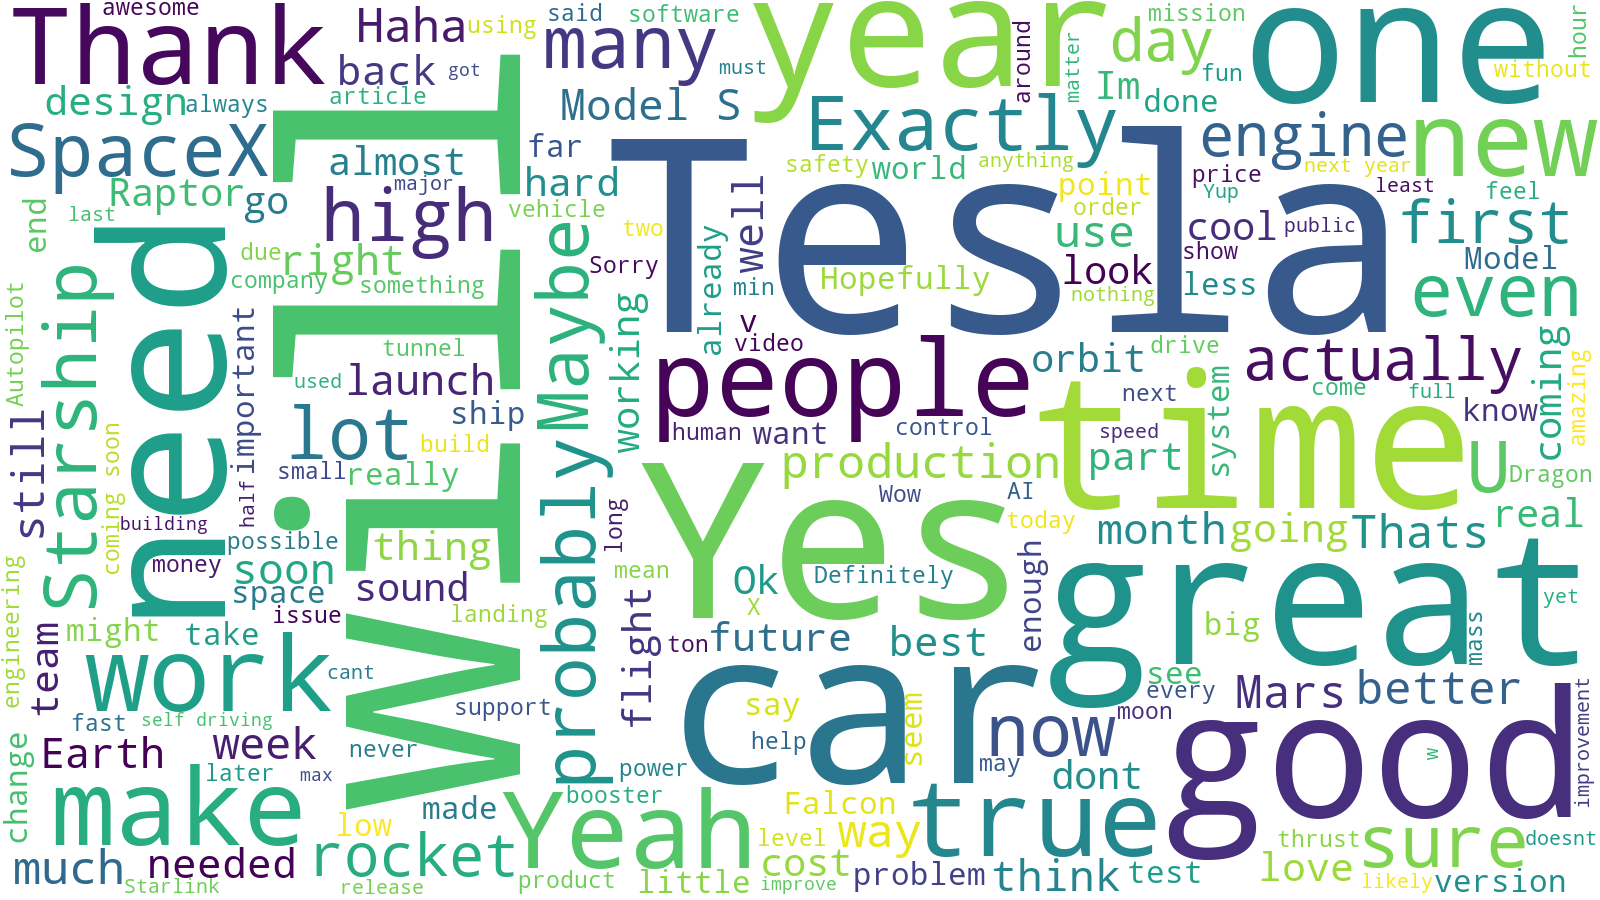 awesome
Thank
Haha
using
said
software
many
year
mission
day
one
hour
back
got
must
around
matter
fun
without
design
always
article
Model S
Im
done
SpaceX
Will
almost
far
Exactly
engine
new
safety
world
anything
price
next year
Raptor
go
high
major
hard
vehicle
well
Tesla
point
order
Yup
least
feel
end
last
need
due
right
company
something
two
Sorry
already
min
Hopefully
use
cool
public
first
look
show
Model
nothing
less
even
Autopilot
Starship
important
tunnel
Maybe
working
v
video
people
orbit
drive
actually
coming
amazing
used
launch
ship
lot
build
small
really
human
want
control
time
next
come
full
know
speed
system
still
coming soon
half
building
possible
money
soon
thing
probably
long
production
Wow
AI
today
part
U
Dragon
month
going
Thats
real
engineering
space
sound
issue
landing
mean
Yes
Ok
X
Definitely
enough
great
yet
team
might
take
work
cant
flight
ton
future
best
big
mass
see
every
moon
Mars
better
improvement
fast
self driving
support
car
say
help
seem
now
may
good
w
change
Earth
week
never
later
max
power
dont
make
made
low
booster
Yeah
Falcon
level
way
true
thrust
sure
doesnt
much
needed
rocket
cost
love
Starlink
release
product
little
improve
problem
think
test
likely
version